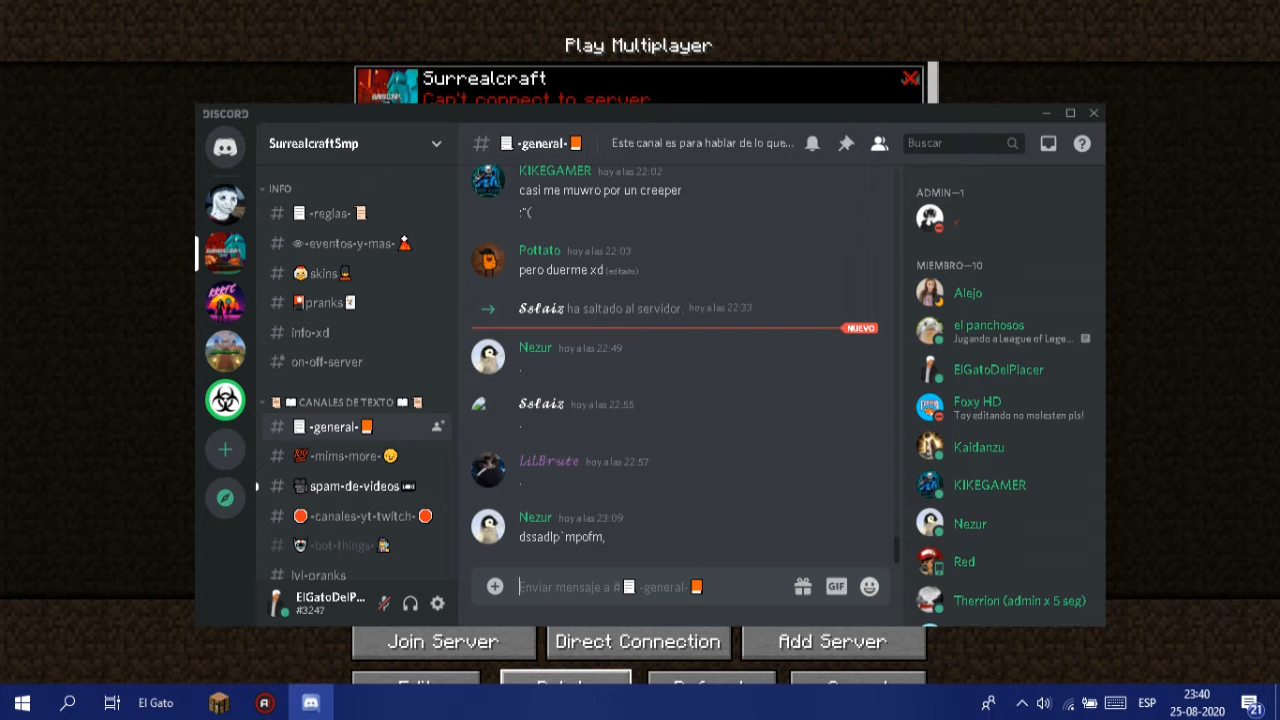 Play Multiplayer
Surrealcraft
Can't connect to server
DISCORD
SurrealcraftSmp
INFO
-reglas-
-eventos-y-mas-
skins
pranks
info-xd
on-off-server
CANALES DE TEXTO
-general-
-mims-more-
spam-de-videos
-canales-yt-twitch-
-bot-things-
lvl-pranks
ElGatoDelP...
#3247
# -general-
Este canal es para hablar de lo que...
KIKEGAMER hoy a las 22:02
casi me muwro por un creeper
:"(
Pottato hoy a las 22:03
pero duerme xd (editado)
Sslaiz ha saltado al servidor. hoy a las 22:33
NUEVO
Nezur hoy a las 22:49
.
Sslaiz hoy a las 22:55
.
LilBrute hoy a las 22:57
.
Nezur hoy a las 23:09
dssadlp`mpofm,
Enviar mensaje a # -general-
GIF
Buscar
ADMIN—1
MIEMBRO—10
Alejo
el panchosos
Jugando a League of Lege...
ElGatoDelPlacer
Foxy HD
Toy editando no molesten pls!
Kaidanzu
KIKEGAMER
Nezur
Red
Therrion (admin x 5 seg)
Join Server
Direct Connection
Add Server
El Gato
ESP
23:40
25-08-2020
21